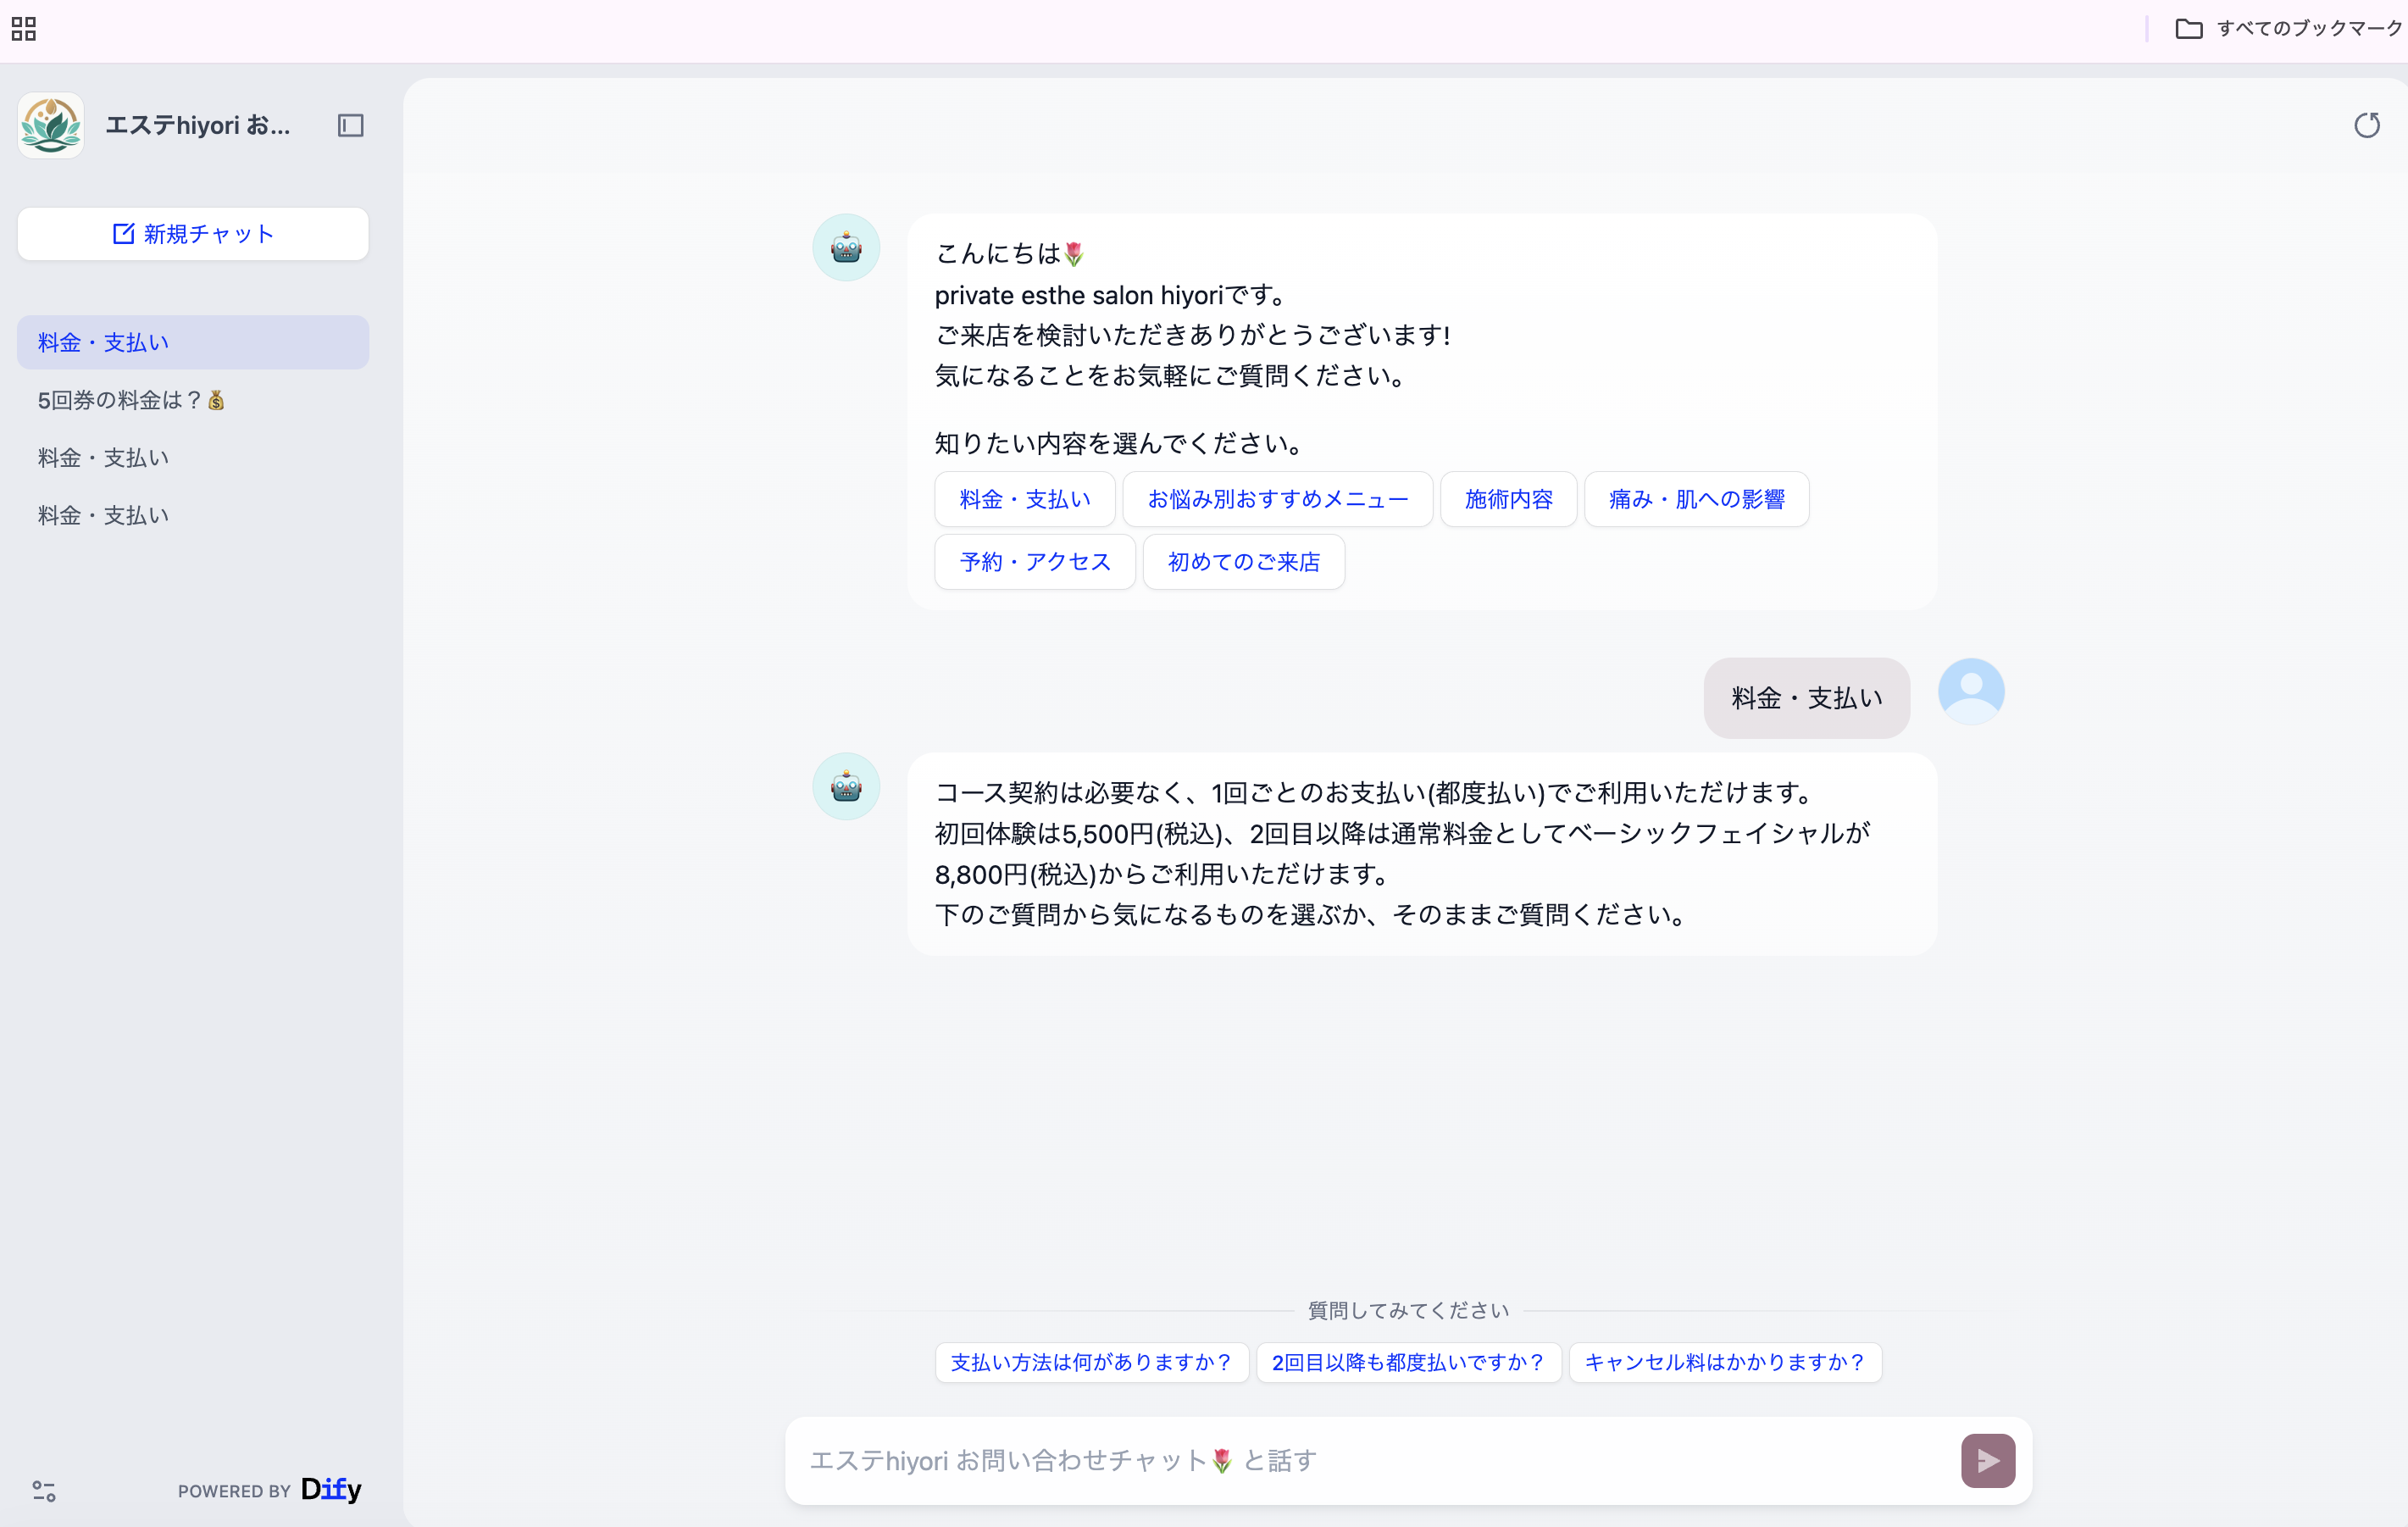 すべてのブックマーク
エステhiyori お...
新規チャット
料金・支払い
5回券の料金は？💰
料金・支払い
料金・支払い
こんにちは🌷
private esthe salon hiyoriです。
ご来店を検討いただきありがとうございます!
気になることをお気軽にご質問ください。
知りたい内容を選んでください。
料金・支払い お悩み別おすすめメニュー 施術内容 痛み・肌への影響
予約・アクセス 初めてのご来店
料金・支払い
コース契約は必要なく、1回ごとのお支払い(都度払い)でご利用いただけます。
初回体験は5,500円(税込)、2回目以降は通常料金としてベーシックフェイシャルが
8,800円(税込)からご利用いただけます。
下のご質問から気になるものを選ぶか、そのままご質問ください。
質問してみてください
支払い方法は何がありますか？ 2回目以降も都度払いですか？ キャンセル料はかかりますか？
エステhiyori お問い合わせチャット🌷 と話す
POWERED BY Dify